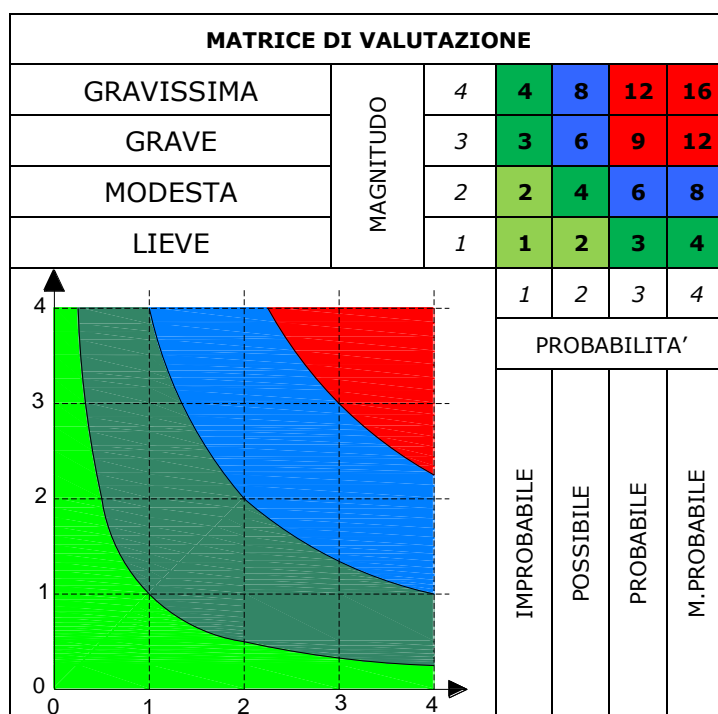 MATRICE DI VALUTAZIONE
GRAVISSIMA 4 4 8 12 16
GRAVE 3 3 6 9 12
MODESTA 2 2 4 6 8
LIEVE 1 1 2 3 4
MAGNITUDO
1 2 3 4
PROBABILITA’
IMPROBABILE
POSSIBILE
PROBABILE
M.PROBABILE
4
3
2
1
0
0 1 2 3 4